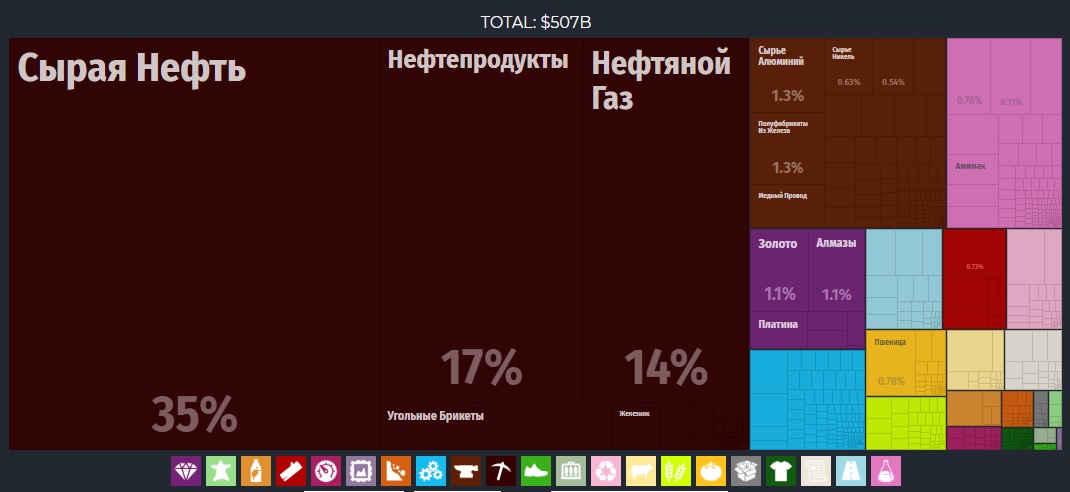 TOTAL: $507B
Сырая Нефть
35%
Нефтепродукты
17%
Нефтяной
Газ
14%
Угольные Брикеты
Железняк
Сырье
Алюминий
1.3%
Сырье
Никель
0.63%
0.54%
Полуфабрикаты
Из Железа
1.3%
Медный Провод
0.78%
0.71%
Аммиак
Золото
1.1%
Алмазы
1.1%
Платина
0.73%
Пшеница
0.78%